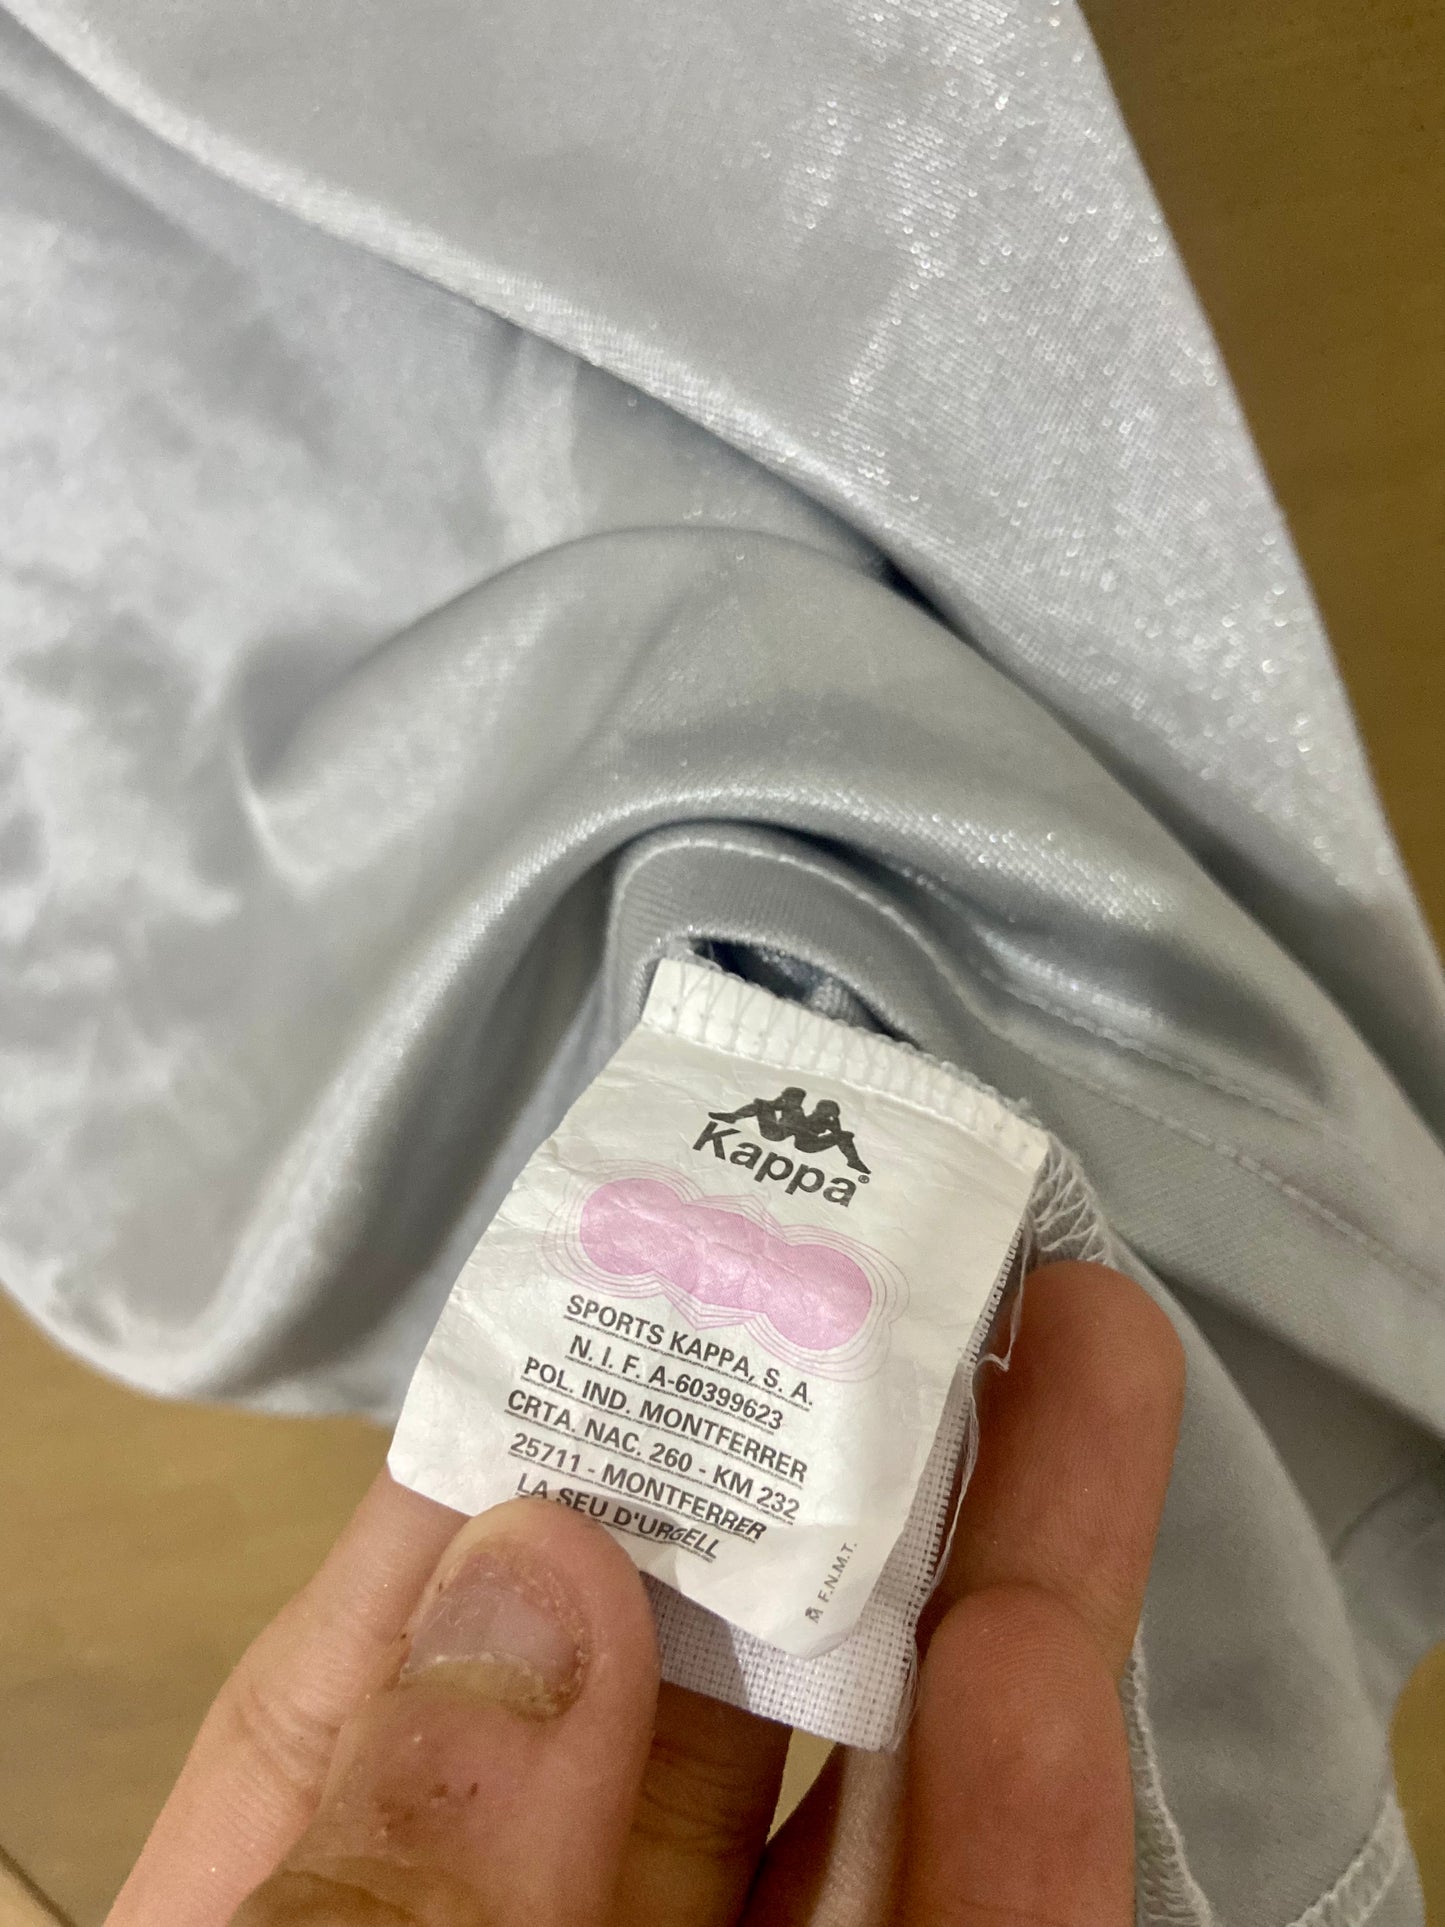 Kappa®
SPORTS KAPPA, S. A.
N. I. F. A-60399623
POL. IND. MONTFERRER
CRTA. NAC. 260 - KM 232
25711 - MONTFERRER
LA SEU D'URGELL
F.N.M.T.